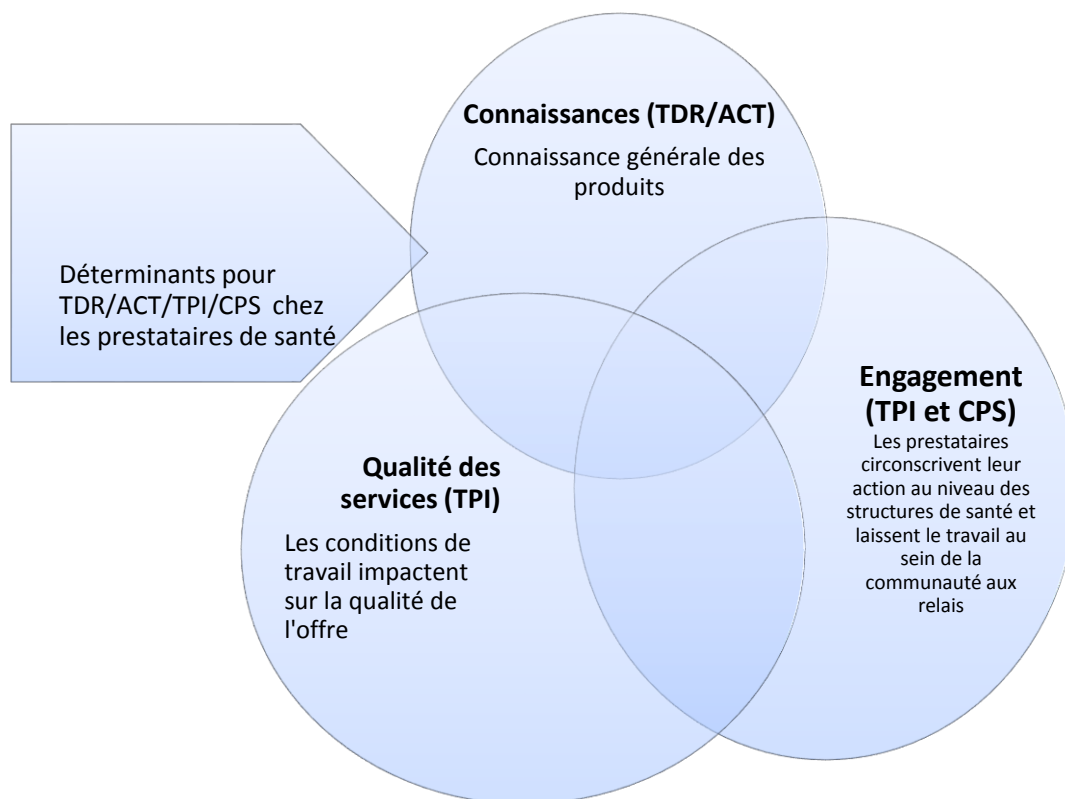 Connaissances (TDR/ACT)
Connaissance générale des
produits
Déterminants pour
TDR/ACT/TPI/CPS chez
les prestataires de santé
Engagement
(TPI et CPS)
Les prestataires
circonscrivent leur
action au niveau des
structures de santé et
laissent le travail au
sein de la
communauté aux
relais
Qualité des
services (TPI)
Les conditions de
travail impactent
sur la qualité de
l'offre